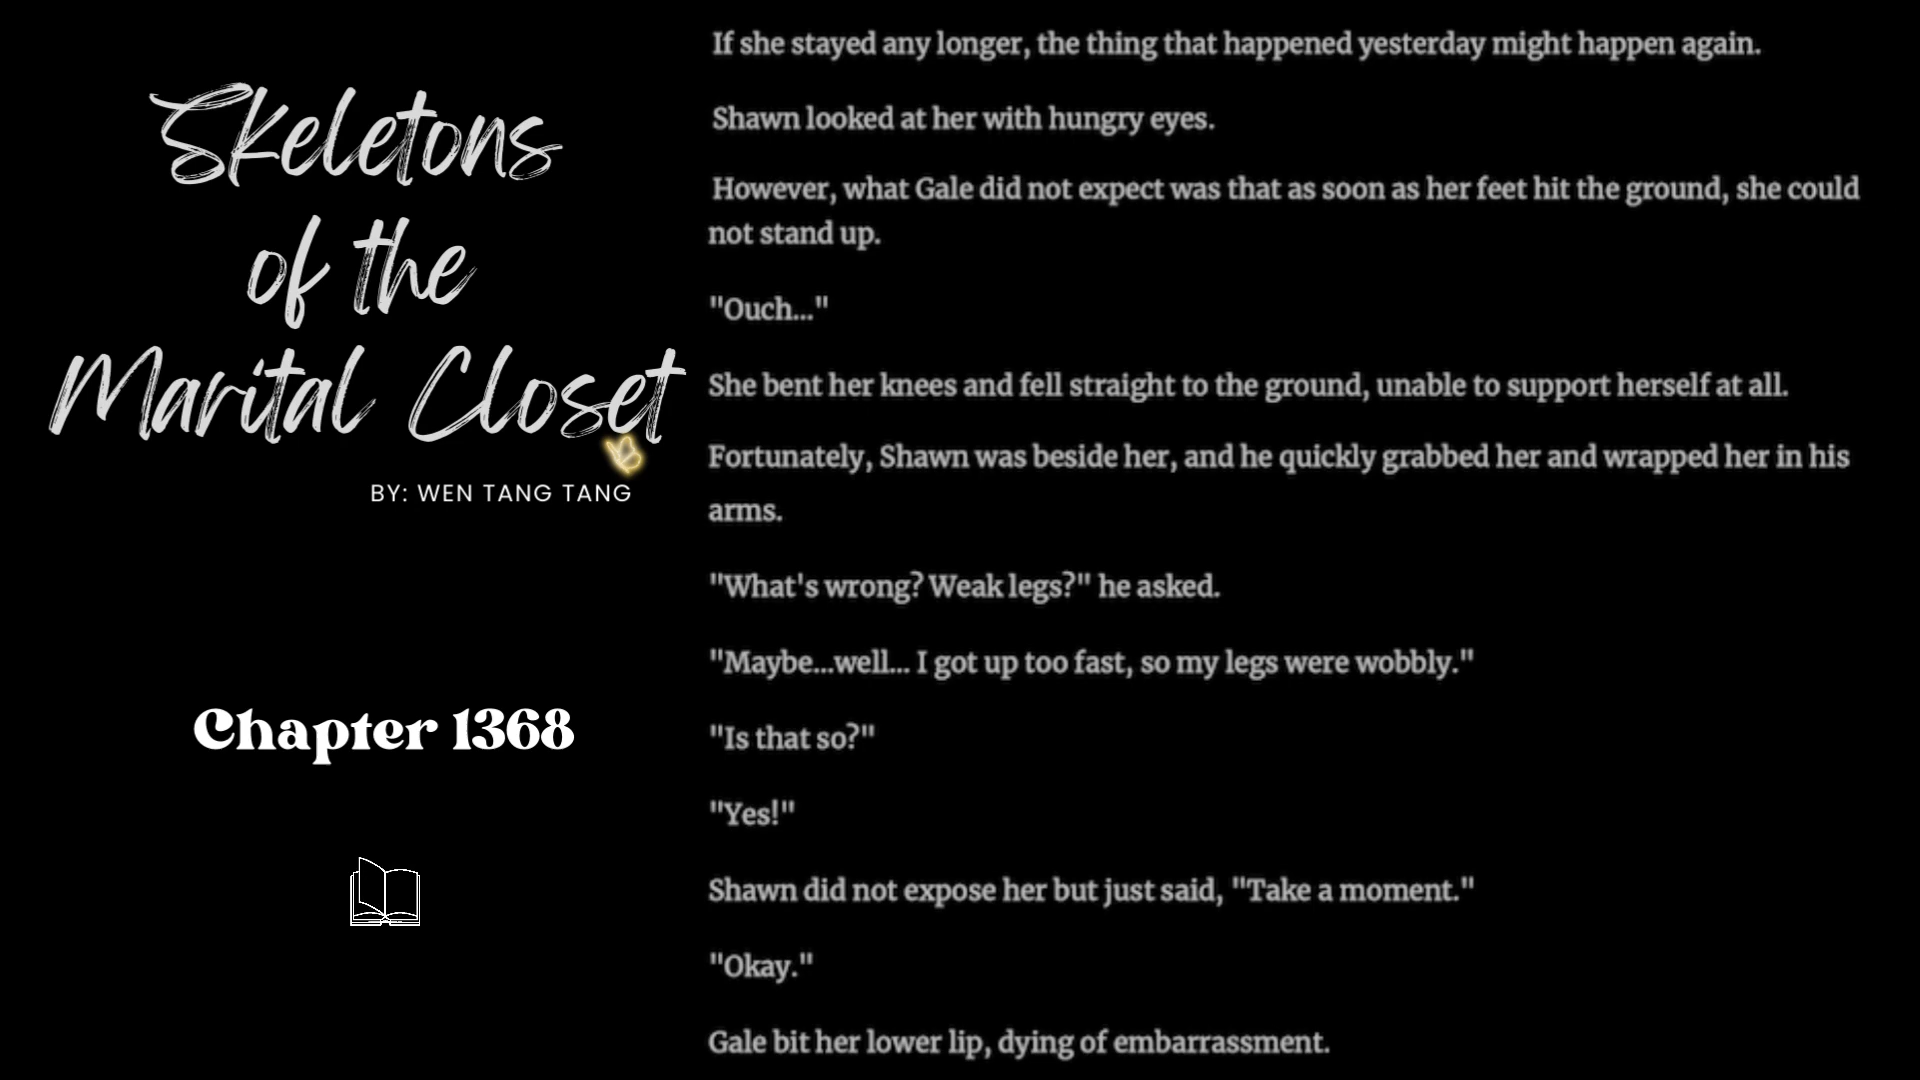 Skeletons
of the
Marital Closet
BY: WEN TANG TANG
Chapter 1368
If she stayed any longer, the thing that happened yesterday might happen again.
Shawn looked at her with hungry eyes.
However, what Gale did not expect was that as soon as her feet hit the ground, she could
not stand up.
"Ouch..."
She bent her knees and fell straight to the ground, unable to support herself at all.
Fortunately, Shawn was beside her, and he quickly grabbed her and wrapped her in his
arms.
"What's wrong? Weak legs?" he asked.
"Maybe...well... I got up too fast, so my legs were wobbly."
"Is that so?"
"Yes!"
Shawn did not expose her but just said, "Take a moment."
"Okay."
Gale bit her lower lip, dying of embarrassment.